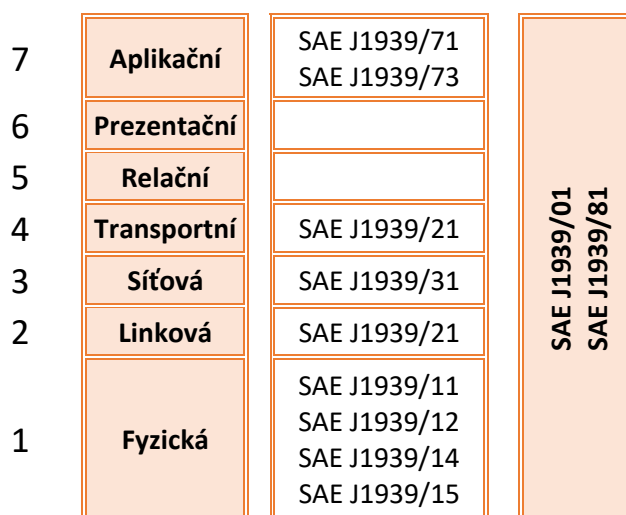 7
Aplikační
SAE J1939/71
SAE J1939/73
6
Prezentační
5
Relační
4
Transportní
SAE J1939/21
3
Síťová
SAE J1939/31
2
Linková
SAE J1939/21
1
Fyzická
SAE J1939/11
SAE J1939/12
SAE J1939/14
SAE J1939/15
SAE J1939/01
SAE J1939/81